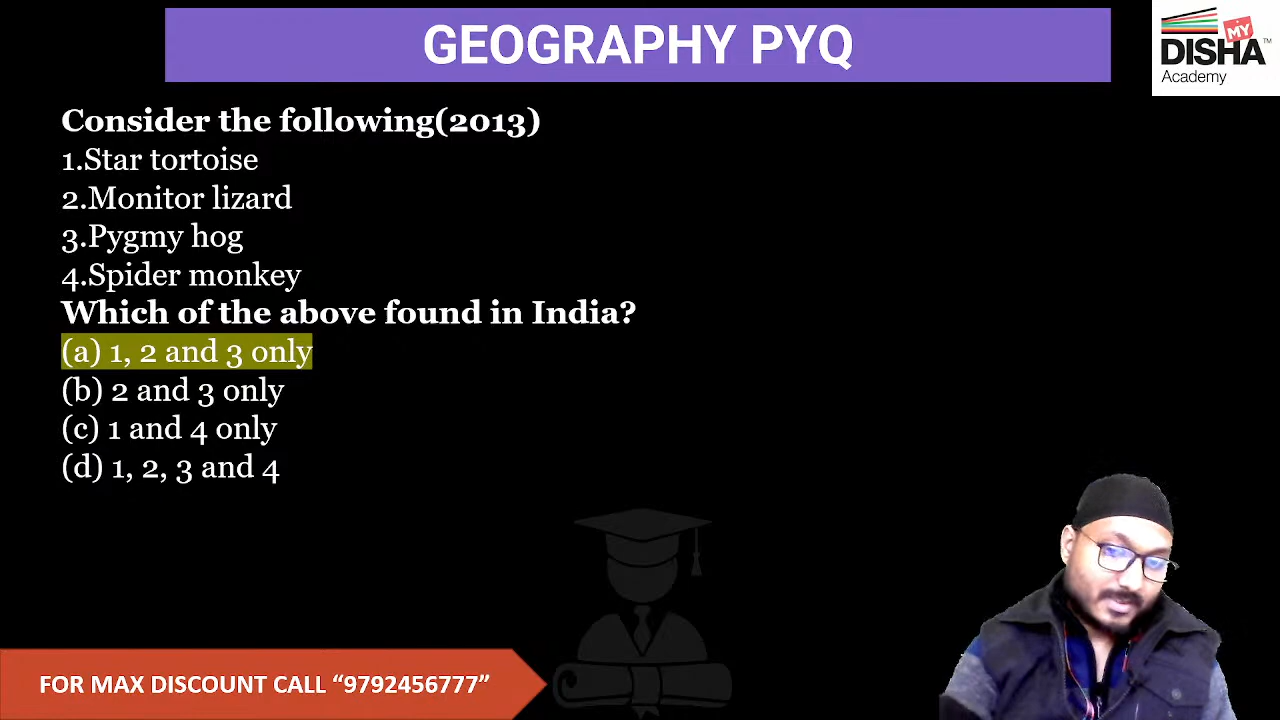 GEOGRAPHY PYQ
MY
DISHA™
Academy
Consider the following(2013)
1.Star tortoise
2.Monitor lizard
3.Pygmy hog
4.Spider monkey
Which of the above found in India?
(a) 1, 2 and 3 only
(b) 2 and 3 only
(c) 1 and 4 only
(d) 1, 2, 3 and 4
FOR MAX DISCOUNT CALL “9792456777”